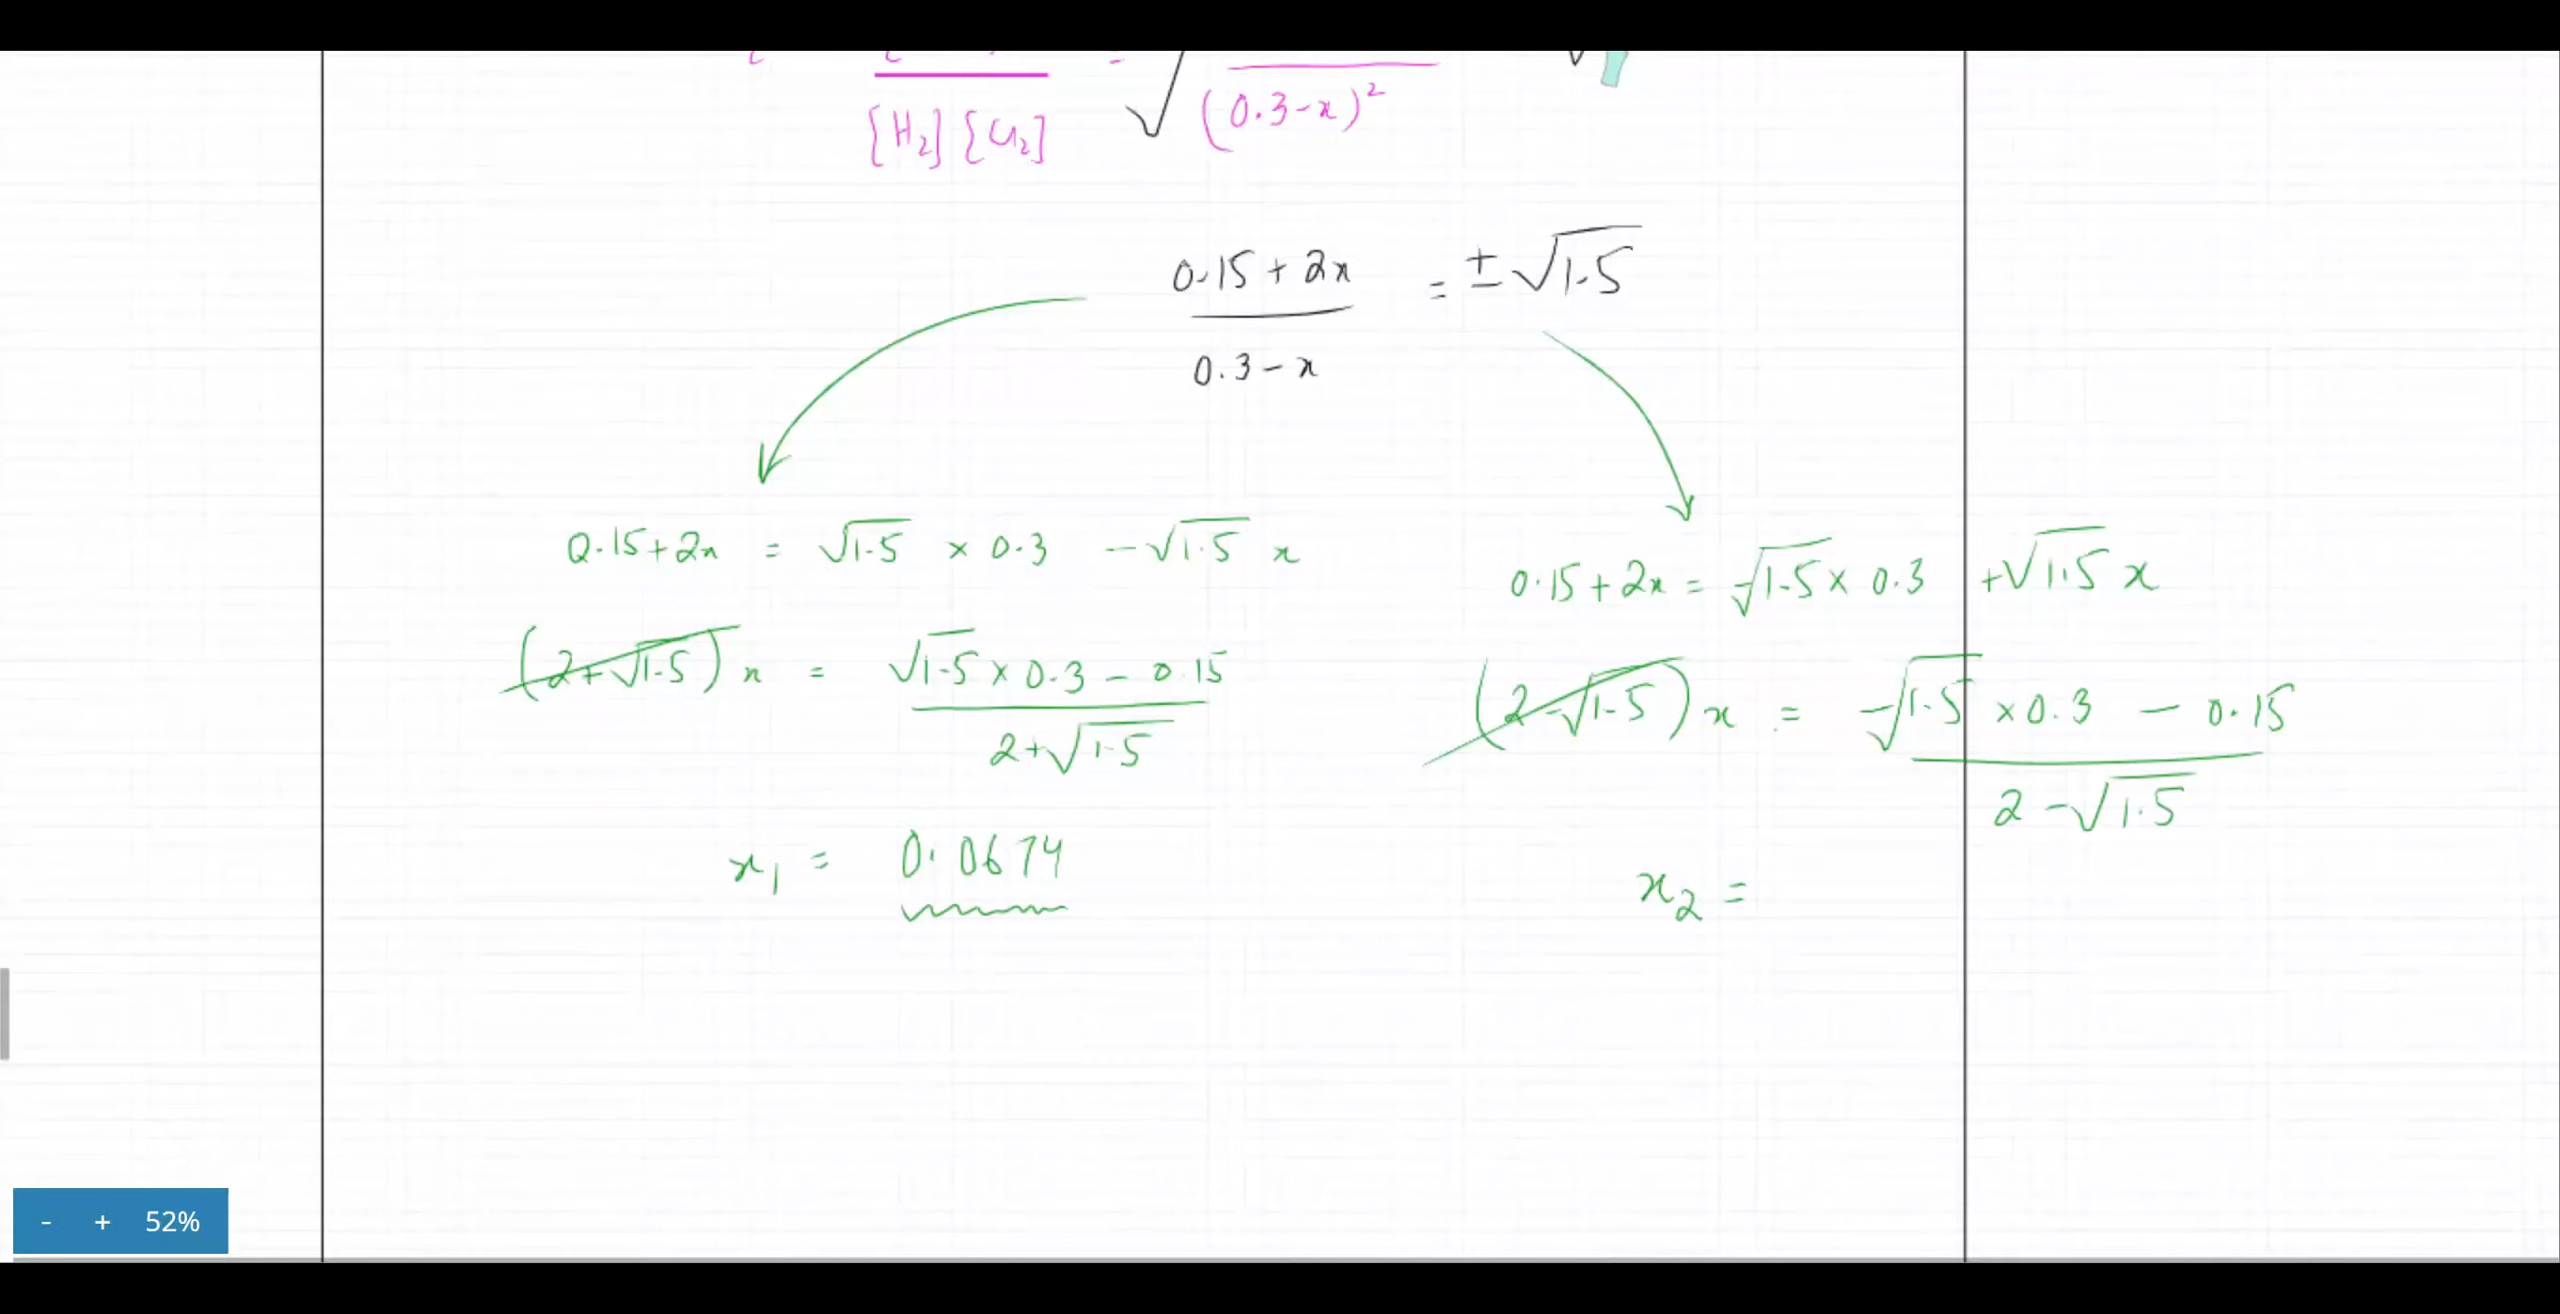 [H₂] [Cl₂]
√ (0.3-x)²
0.15 + 2x = ± √1.5
0.3 - x
0.15 + 2x = √1.5 × 0.3 - √1.5 x
0.15 + 2x = -√1.5 × 0.3 + √1.5 x
(2+√1.5) x = √1.5 × 0.3 - 0.15
2+√1.5
(2-√1.5) x = -√1.5 × 0.3 - 0.15
2 - √1.5
x₁ = 0.0674
x₂ =
- + 52%